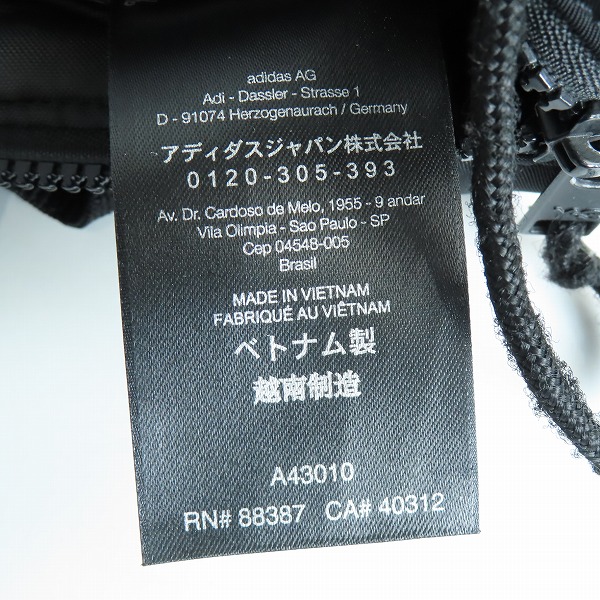 adidas AG
Adi - Dassler - Strasse 1
D - 91074 Herzogenaurach / Germany
アディダスジャパン株式会社
0120-305-393
Av. Dr. Cardoso de Melo, 1955 - 9 andar
Vila Olimpia - Sao Paulo - SP
Cep 04548-005
Brasil
MADE IN VIETNAM
FABRIQUÉ AU VIÊTNAM
ベトナム製
越南制造
A43010
RN# 88387 CA# 40312